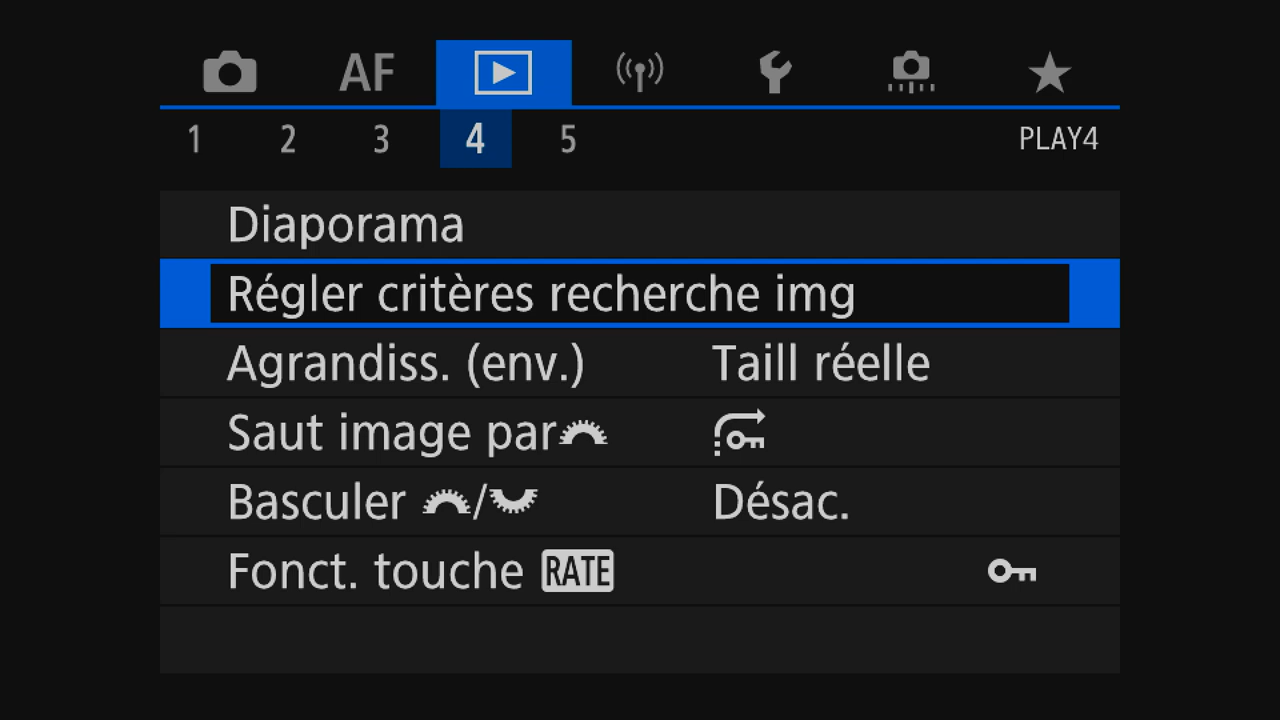 AF
1 2 3 4 5 PLAY4
Diaporama
Régler critères recherche img
Agrandiss. (env.) Taill réelle
Saut image par
Basculer / Désac.
Fonct. touche RATE